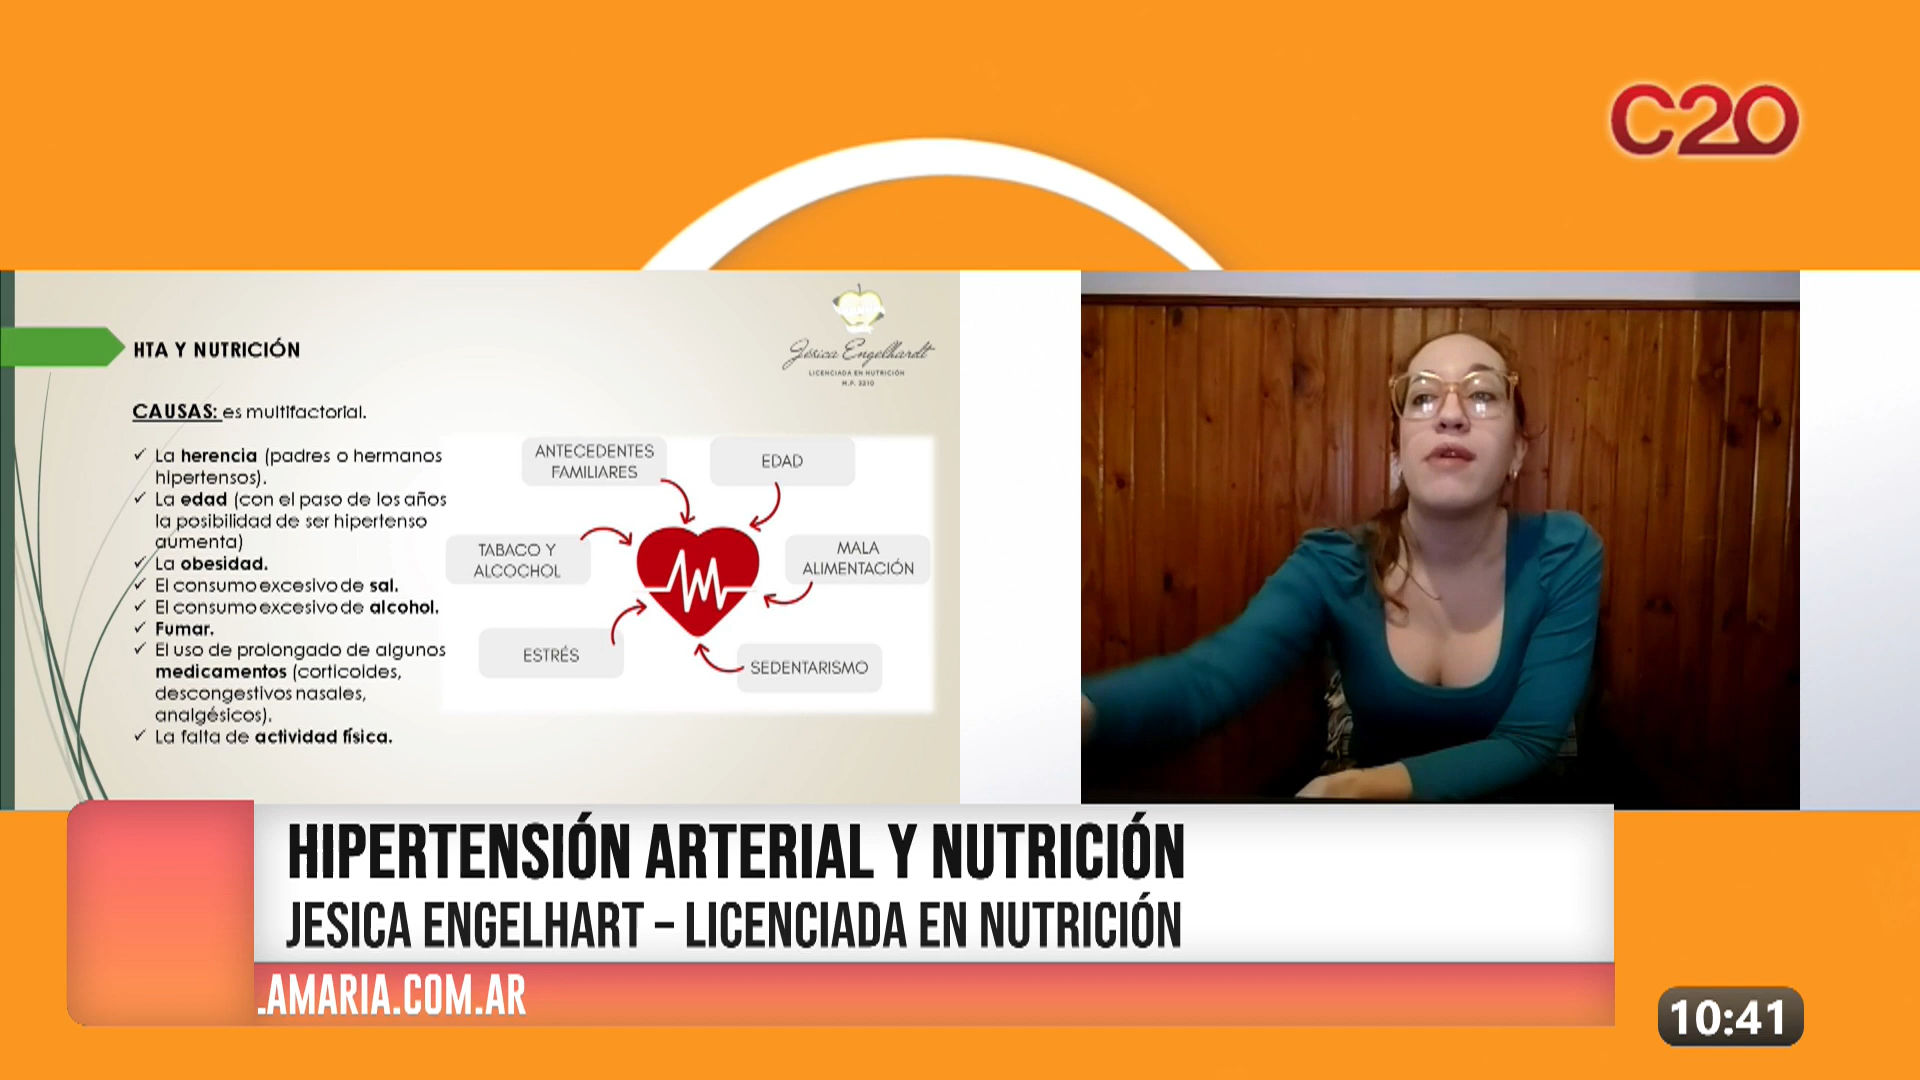 C20
HTA Y NUTRICIÓN
Jesica Engelhardt
LICENCIADA EN NUTRICIÓN
M.P. 3210
CAUSAS: es multifactorial.
✓ La herencia (padres o hermanos
hipertensos).
✓ La edad (con el paso de los años
la posibilidad de ser hipertenso
aumenta)
✓ La obesidad.
✓ El consumo excesivo de sal.
✓ El consumo excesivo de alcohol.
✓ Fumar.
✓ El uso de prolongado de algunos
medicamentos (corticoides,
descongestivos nasales,
analgésicos).
✓ La falta de actividad física.
ANTECEDENTES
FAMILIARES
EDAD
TABACO Y
ALCOCHOL
MALA
ALIMENTACIÓN
ESTRÉS
SEDENTARISMO
HIPERTENSIÓN ARTERIAL Y NUTRICIÓN
JESICA ENGELHART – LICENCIADA EN NUTRICIÓN
.AMARIA.COM.AR
10:41